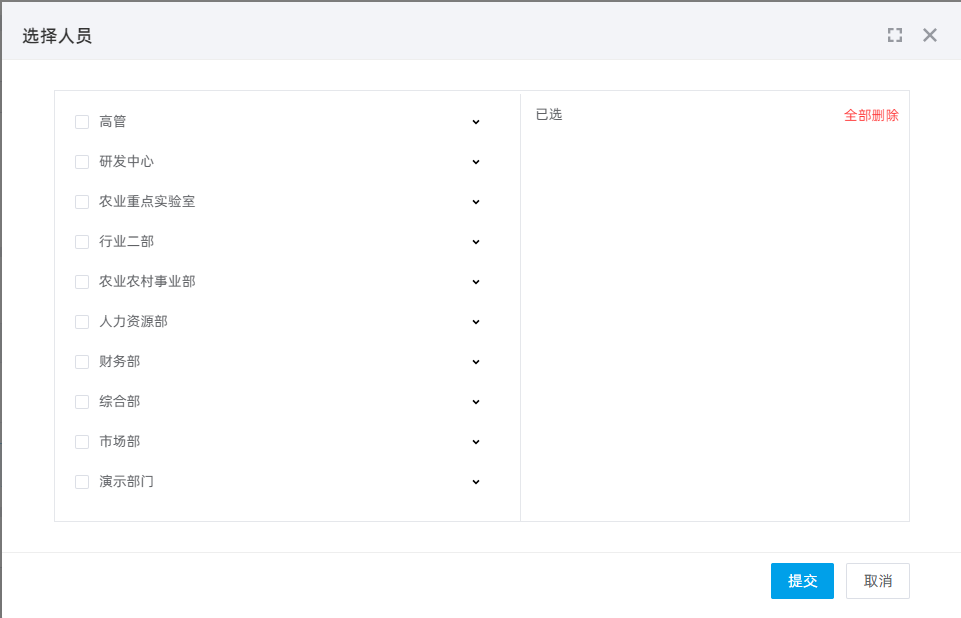 选择人员
高管
研发中心
农业重点实验室
行业二部
农业农村事业部
人力资源部
财务部
综合部
市场部
演示部门
已选
全部删除
提交
取消